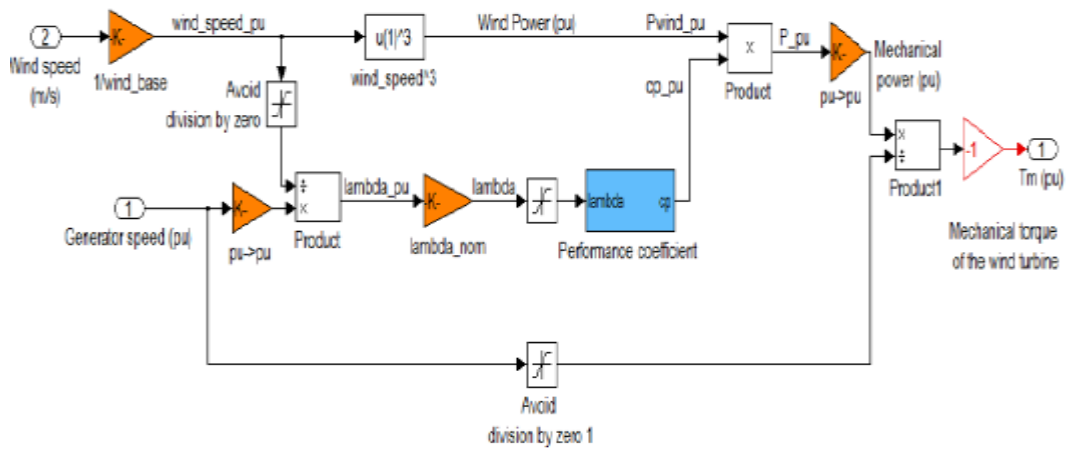 2
Wind speed
(m/s)
-K-
1/wind_base
wind_speed_pu
Avoid
division by zero
u(1)^3
wind_speed^3
Wind Power (pu)
Pwind_pu
cp_pu
x
Product
P_pu
K-
pu->pu
Mechanical
power (pu)
x
÷
Product1
-1
1
Tm (pu)
Mechanical torque
of the wind turbine
1
Generator speed (pu)
K-
pu->pu
÷
x
Product
lambda_pu
-K-
lambda_nom
lambda
lambda
cp
Performance coefficient
Avoid
division by zero 1